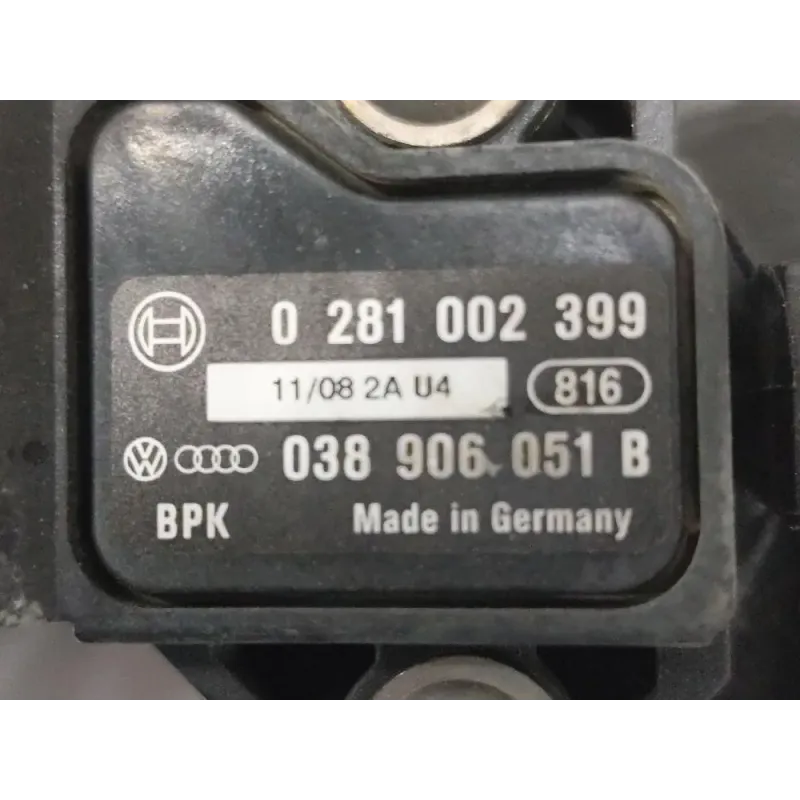 0 281 002 399
11/08 2A U4 816
038 906 051 B
BPK Made in Germany